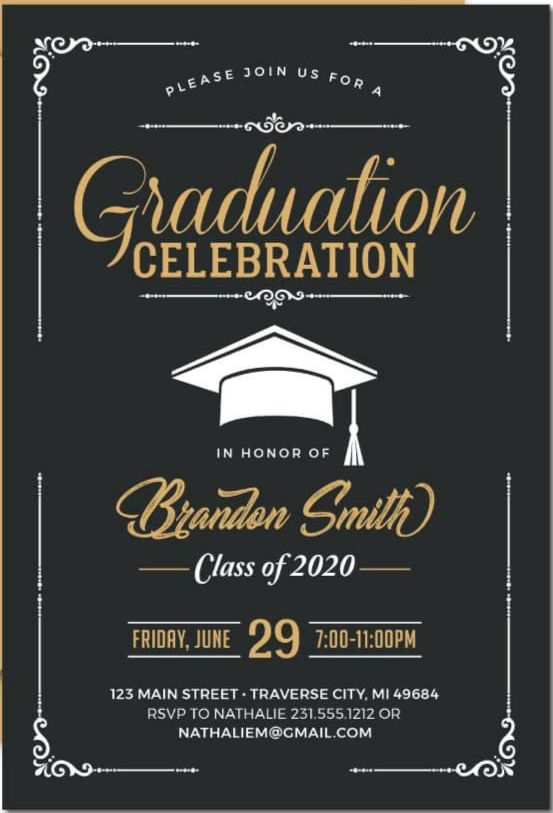 PLEASE JOIN US FOR A
Graduation
CELEBRATION
IN HONOR OF
Brandon Smith
Class of 2020
FRIDAY, JUNE 29 7:00-11:00PM
123 MAIN STREET • TRAVERSE CITY, MI 49684
RSVP TO NATHALIE 231.555.1212 OR
NATHALIEM@GMAIL.COM